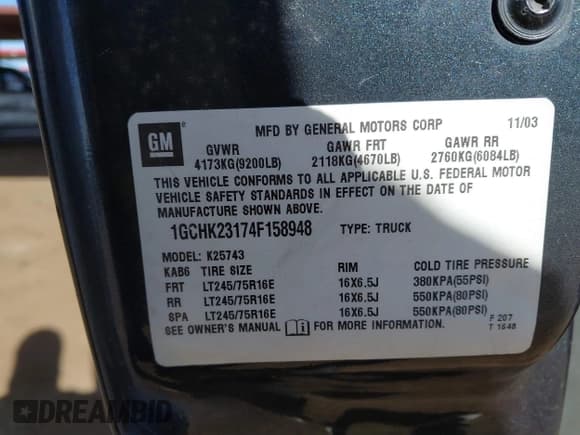 GM ®
MFD BY GENERAL MOTORS CORP 11/03
GVWR GAWR FRT GAWR RR
4173KG(9200LB) 2118KG(4670LB) 2760KG(6084LB)
THIS VEHICLE CONFORMS TO ALL APPLICABLE U.S. FEDERAL MOTOR
VEHICLE SAFETY STANDARDS IN EFFECT ON THE DATE OF
MANUFACTURE SHOWN ABOVE.
1GCHK23174F158948 TYPE: TRUCK
MODEL: K25743
KAB6 TIRE SIZE RIM COLD TIRE PRESSURE
FRT LT245/75R16E 16X6.5J 380KPA(55PSI)
RR LT245/75R16E 16X6.5J 550KPA(80PSI)
SPA LT245/75R16E 16X6.5J 550KPA(80PSI)
SEE OWNER'S MANUAL FOR MORE INFORMATION. F 207
T 1648
DREAMBID